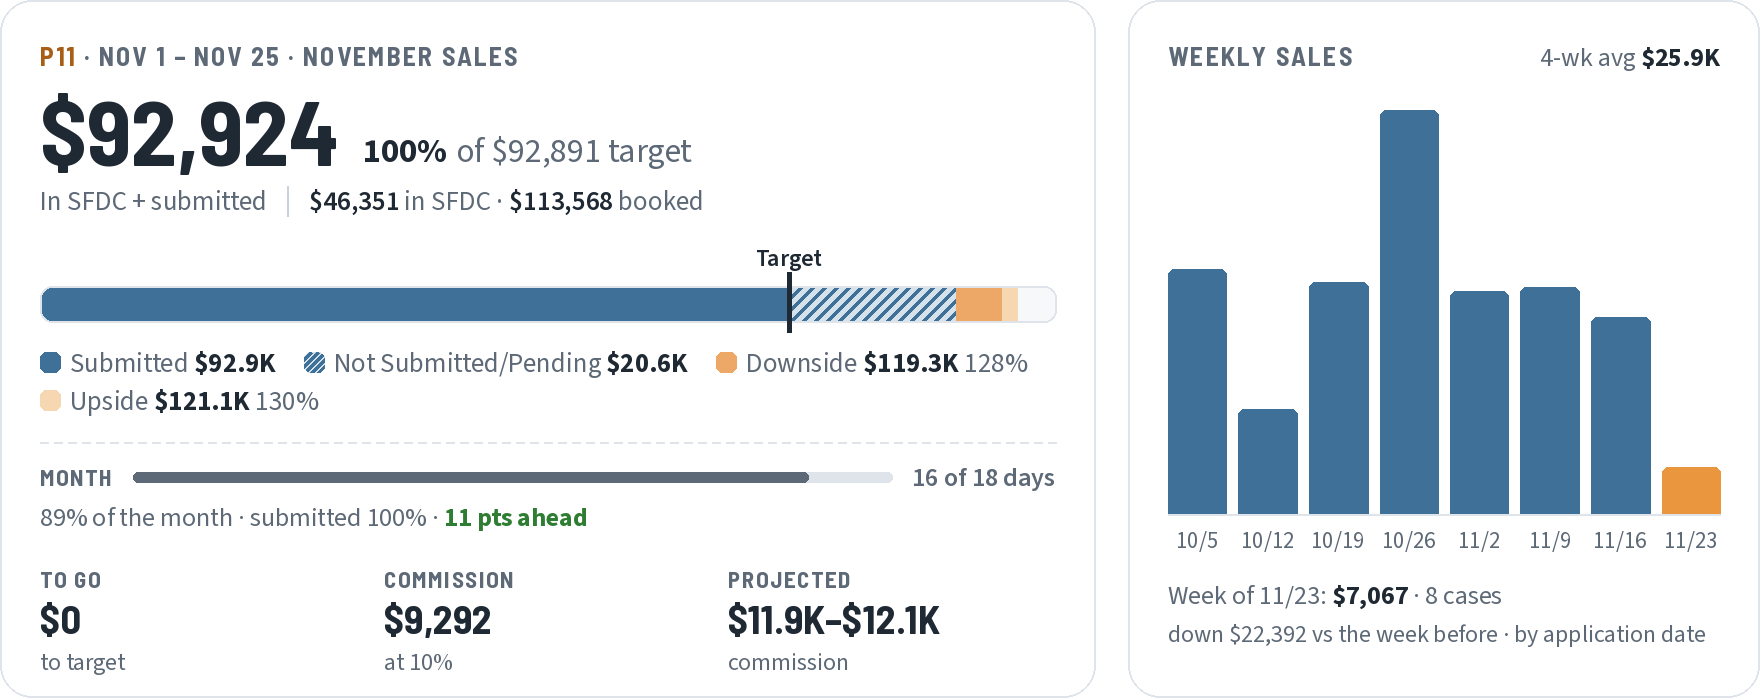 P11 · NOV 1 – NOV 25 · NOVEMBER SALES
$92,924 100% of $92,891 target
In SFDC + submitted $46,351 in SFDC · $113,568 booked
Target
Submitted $92.9K Not Submitted/Pending $20.6K Downside $119.3K 128%
Upside $121.1K 130%
MONTH 16 of 18 days
89% of the month · submitted 100% · 11 pts ahead
TO GO COMMISSION PROJECTED
$0 $9,292 $11.9K–$12.1K
to target at 10% commission
WEEKLY SALES 4-wk avg $25.9K
10/5 10/12 10/19 10/26 11/2 11/9 11/16 11/23
Week of 11/23: $7,067 · 8 cases
down $22,392 vs the week before · by application date